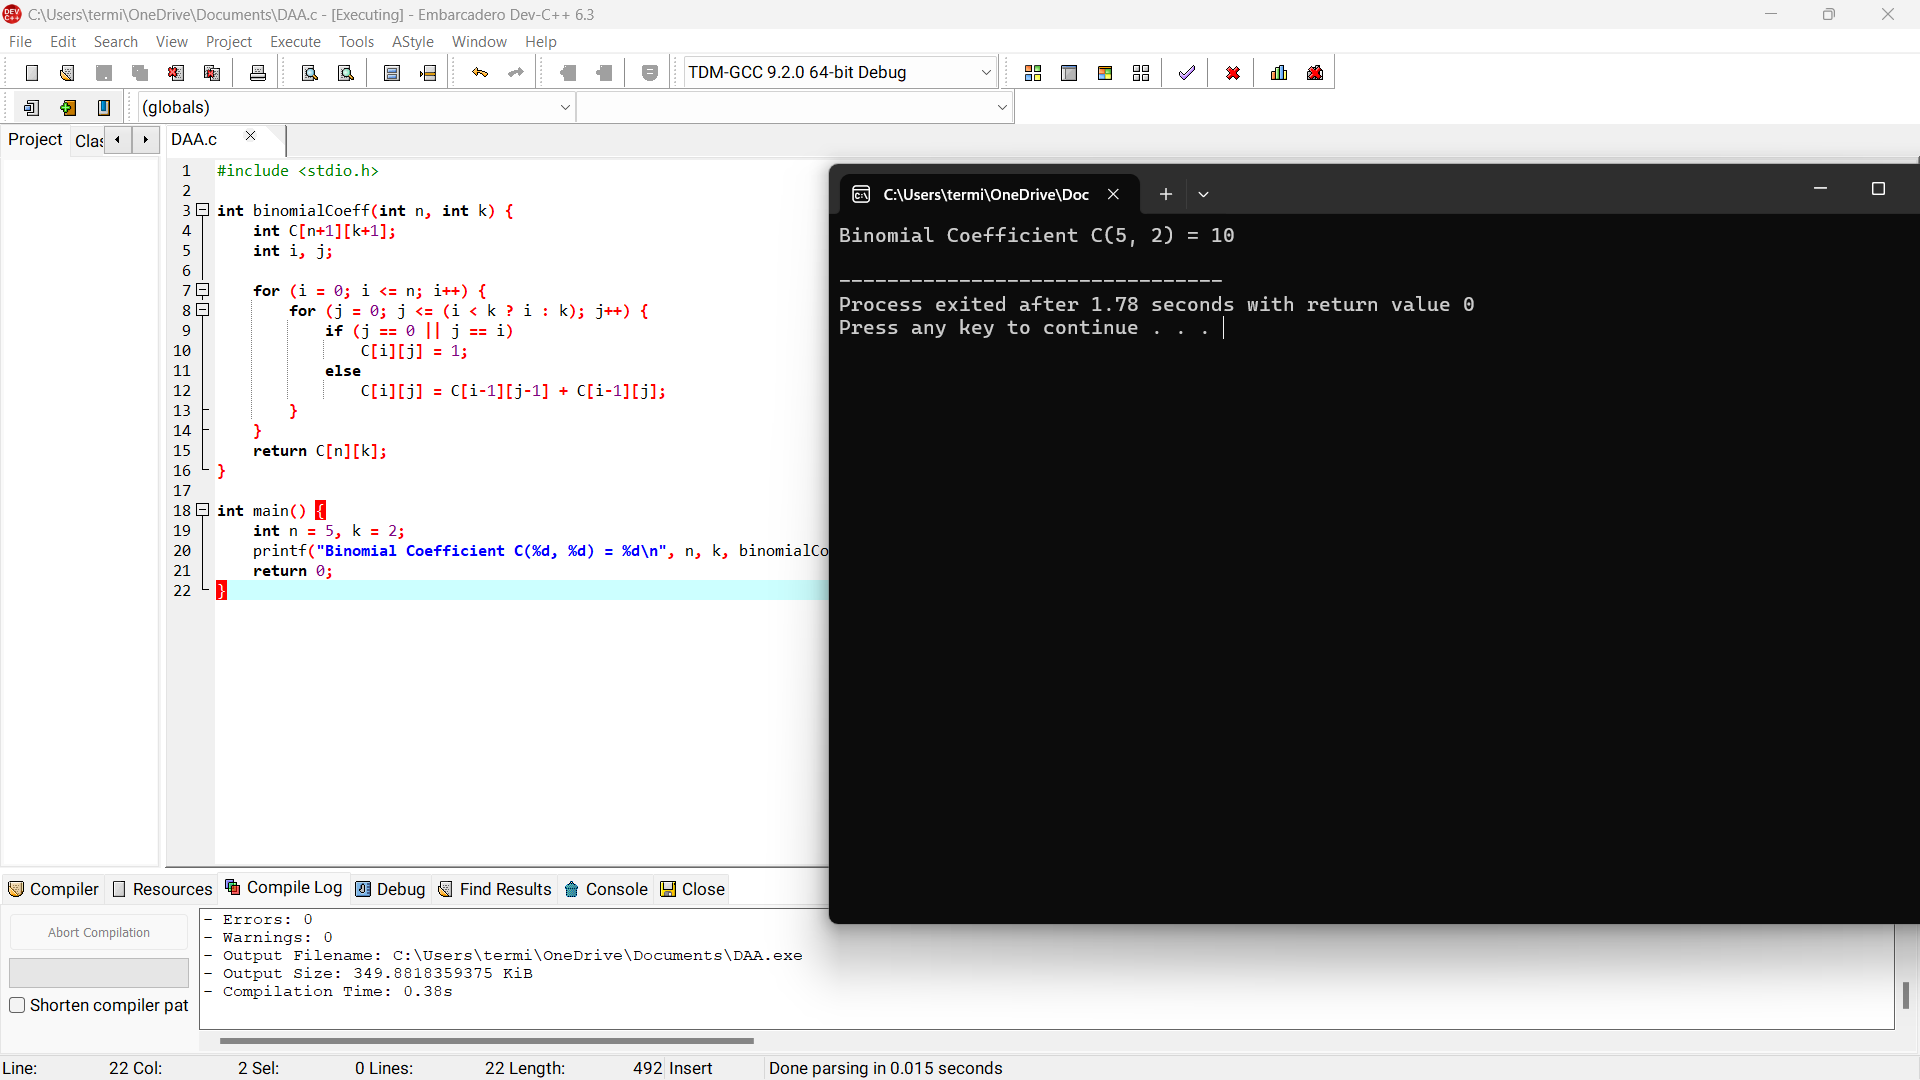 C:\Users\termi\OneDrive\Documents\DAA.c - [Executing] - Embarcadero Dev-C++ 6.3
File Edit Search View Project Execute Tools AStyle Window Help
TDM-GCC 9.2.0 64-bit Debug
(globals)
Project Clas DAA.c
1 #include <stdio.h>
2
3 int binomialCoeff(int n, int k) {
4 int C[n+1][k+1];
5 int i, j;
6
7 for (i = 0; i <= n; i++) {
8 for (j = 0; j <= (i < k ? i : k); j++) {
9 if (j == 0 || j == i)
10 C[i][j] = 1;
11 else
12 C[i][j] = C[i-1][j-1] + C[i-1][j];
13 }
14 }
15 return C[n][k];
16 }
17
18 int main() {
19 int n = 5, k = 2;
20 printf("Binomial Coefficient C(%d, %d) = %d\n", n, k, binomialCo
21 return 0;
22 }
C:\Users\termi\OneDrive\Doc
Binomial Coefficient C(5, 2) = 10
--------------------------------
Process exited after 1.78 seconds with return value 0
Press any key to continue . . .
Compiler Resources Compile Log Debug Find Results Console Close
Abort Compilation
Shorten compiler pat
- Errors: 0
- Warnings: 0
- Output Filename: C:\Users\termi\OneDrive\Documents\DAA.exe
- Output Size: 349.8818359375 KiB
- Compilation Time: 0.38s
Line: 22 Col: 2 Sel: 0 Lines: 22 Length: 492 Insert Done parsing in 0.015 seconds